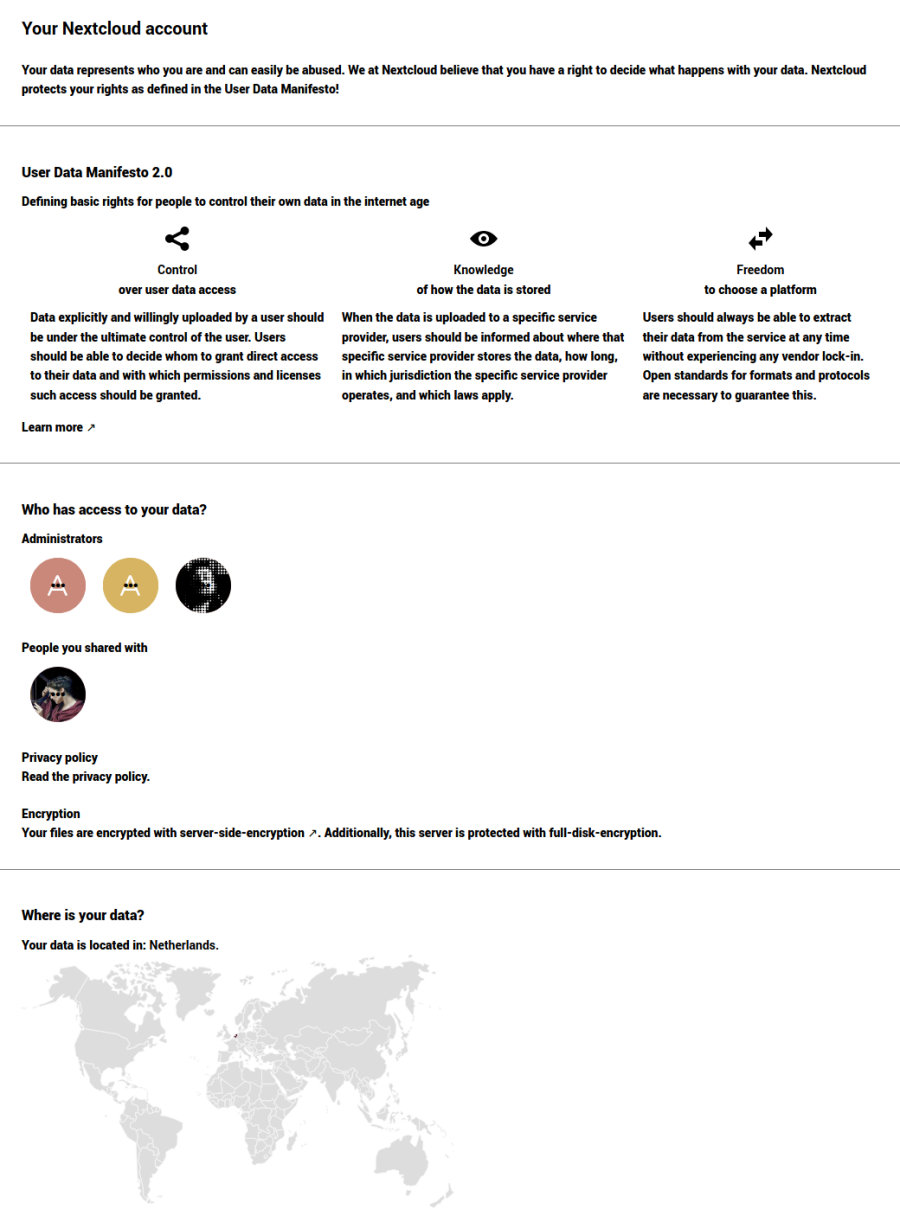 Your Nextcloud account
Your data represents who you are and can easily be abused. We at Nextcloud believe that you have a right to decide what happens with your data. Nextcloud
protects your rights as defined in the User Data Manifesto!
User Data Manifesto 2.0
Defining basic rights for people to control their own data in the internet age
Control
over user data access
Data explicitly and willingly uploaded by a user should
be under the ultimate control of the user. Users
should be able to decide whom to grant direct access
to their data and with which permissions and licenses
such access should be granted.
Knowledge
of how the data is stored
When the data is uploaded to a specific service
provider, users should be informed about where that
specific service provider stores the data, how long,
in which jurisdiction the specific service provider
operates, and which laws apply.
Freedom
to choose a platform
Users should always be able to extract
their data from the service at any time
without experiencing any vendor lock-in.
Open standards for formats and protocols
are necessary to guarantee this.
Learn more ↗
Who has access to your data?
Administrators
A
A
People you shared with
Privacy policy
Read the privacy policy.
Encryption
Your files are encrypted with server-side-encryption ↗. Additionally, this server is protected with full-disk-encryption.
Where is your data?
Your data is located in: Netherlands.